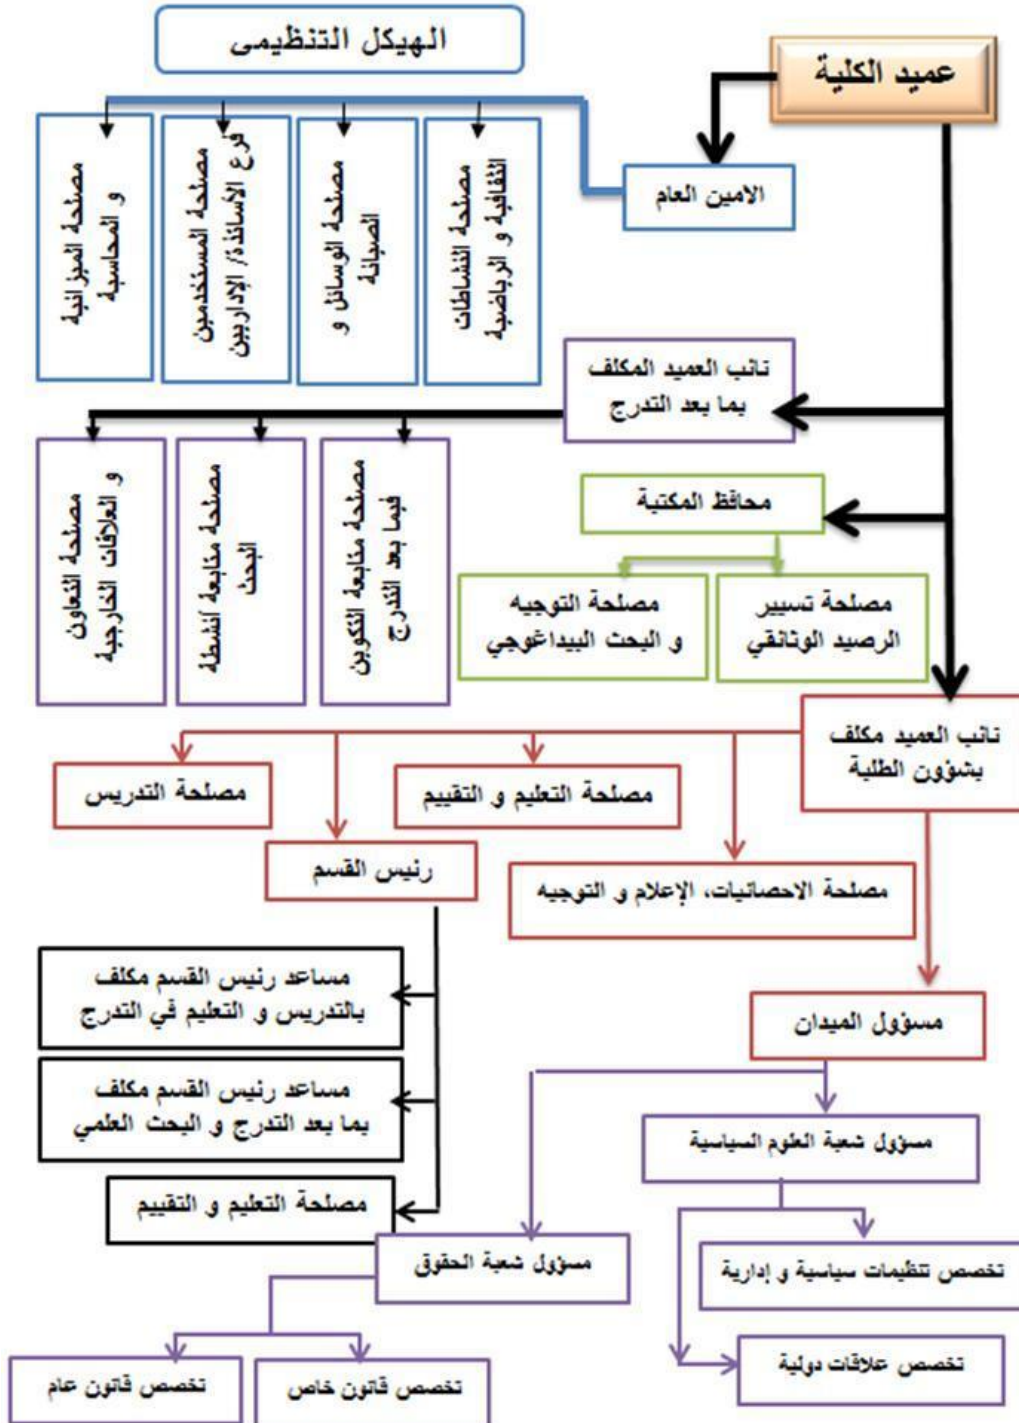 الهيكل التنظيمى
عميد الكلية
الامين العام
مصلحة النشاطات
الثقافية و الرياضية
مصلحة الوسائل و
الصيانة
مصلحة المستخدمين
فرع الأساتذة/ الإداريين
مصلحة الميزانية
و المحاسبة
نائب العميد المكلف
بما بعد التدرج
مصلحة متابعة التكوين
فيما بعد التدرج
مصلحة متابعة أنشطة
البحث
مصلحة التعاون
و العلاقات الخارجية
محافظ المكتبة
مصلحة تسيير
الرصيد الوثائقي
مصلحة التوجيه
و البحث البيداغوجي
نائب العميد مكلف
بشؤون الطلبة
مصلحة التعليم و التقييم
مصلحة التدريس
رئيس القسم
مصلحة الاحصائيات، الإعلام و التوجيه
مساعد رئيس القسم مكلف
بالتدريس و التعليم في التدرج
مساعد رئيس القسم مكلف
بما بعد التدرج و البحث العلمي
مصلحة التعليم و التقييم
مسؤول الميدان
مسؤول شعبة العلوم السياسية
تخصص تنظيمات سياسية و إدارية
تخصص علاقات دولية
مسؤول شعبة الحقوق
تخصص قانون خاص
تخصص قانون عام